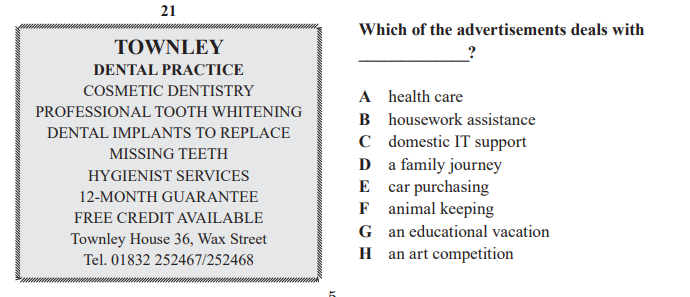 21
TOWNLEY
DENTAL PRACTICE
COSMETIC DENTISTRY
PROFESSIONAL TOOTH WHITENING
DENTAL IMPLANTS TO REPLACE
MISSING TEETH
HYGIENIST SERVICES
12-MONTH GUARANTEE
FREE CREDIT AVAILABLE
Townley House 36, Wax Street
Tel. 01832 252467/252468
Which of the advertisements deals with
______________?
A health care
B housework assistance
C domestic IT support
D a family journey
E car purchasing
F animal keeping
G an educational vacation
H an art competition